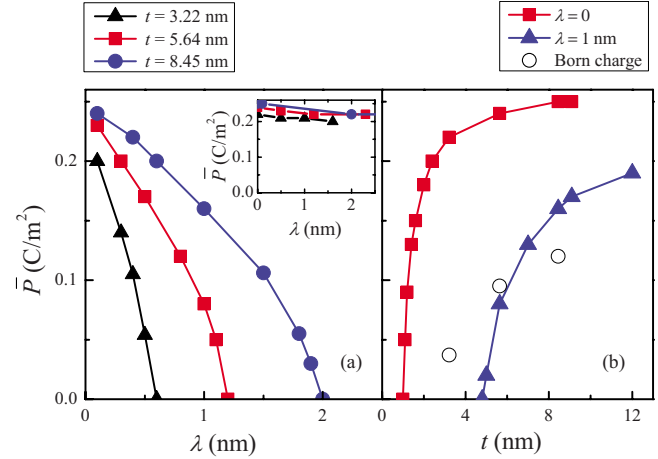 t = 3.22 nm
t = 5.64 nm
t = 8.45 nm
λ = 0
λ = 1 nm
Born charge
P̄ (C/m²)
0.2
0.1
0.0
0 1 2
λ (nm)
(a)
P̄ (C/m²)
0.2
0.1
0
0 1 2
λ (nm)
(b)
0 4 8 12
t (nm)